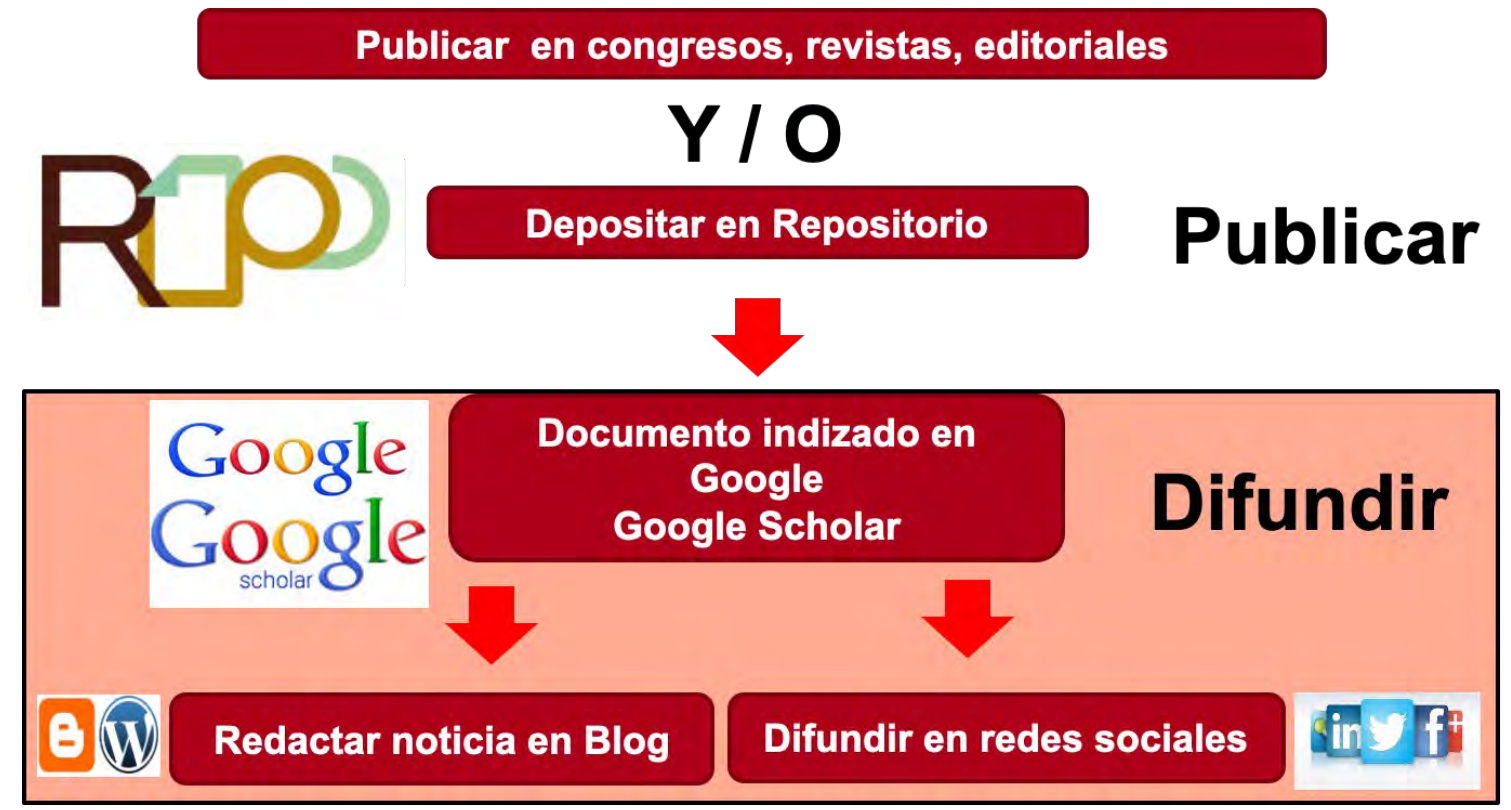 Publicar en congresos, revistas, editoriales
Y / O
Repo
Depositar en Repositorio
Publicar
Google
Google
scholar
Documento indizado en
Google
Google Scholar
Difundir
B
W
Redactar noticia en Blog
Difundir en redes sociales
in
f
+